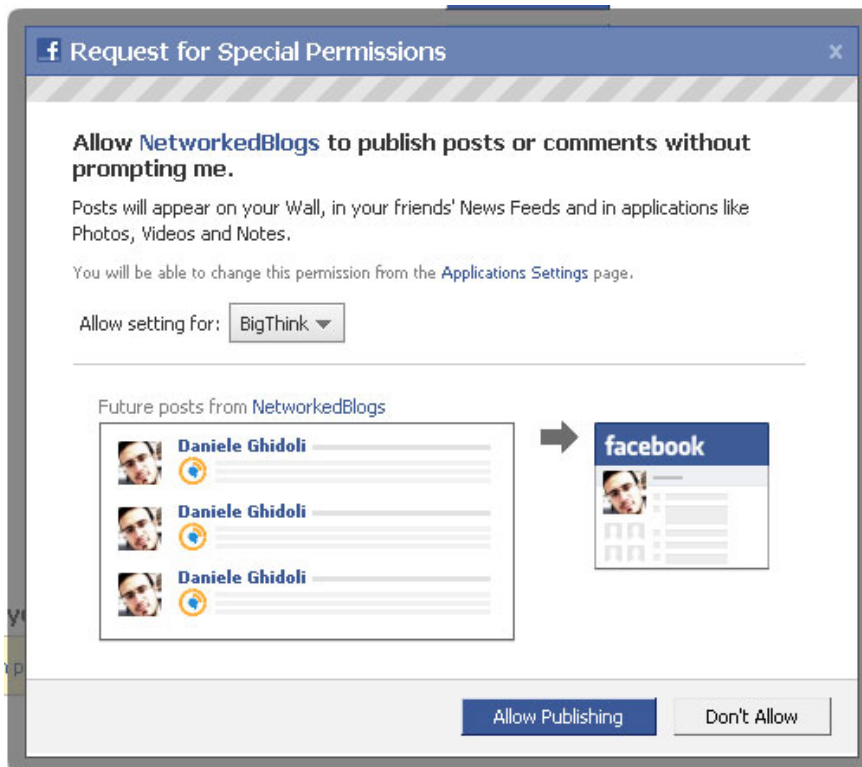 f Request for Special Permissions x
Allow NetworkedBlogs to publish posts or comments without
prompting me.
Posts will appear on your Wall, in your friends' News Feeds and in applications like
Photos, Videos and Notes.
You will be able to change this permission from the Applications Settings page.
Allow setting for: BigThink
Future posts from NetworkedBlogs
Daniele Ghidoli
Daniele Ghidoli
Daniele Ghidoli
facebook
Allow Publishing Don't Allow